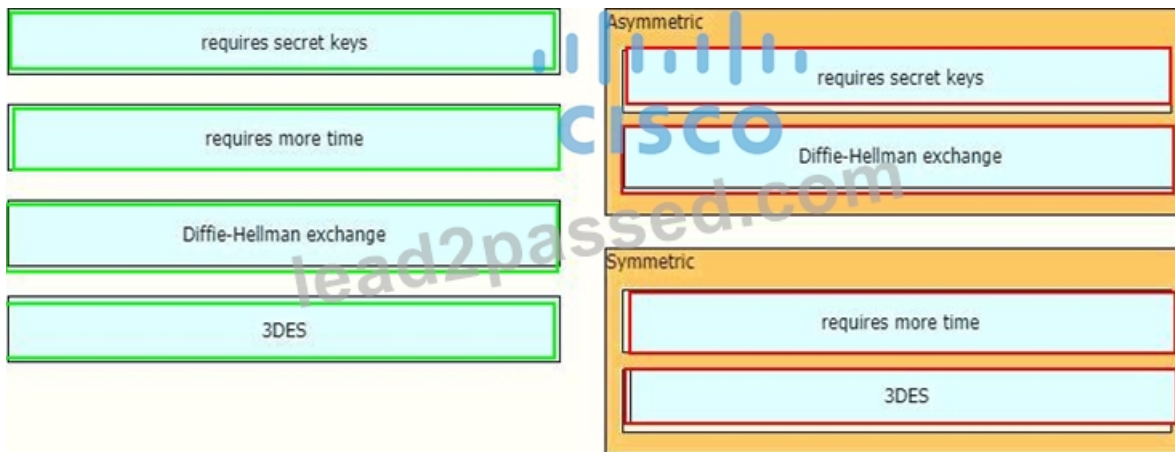 requires secret keys
requires more time
Diffie-Hellman exchange
3DES
Asymmetric
requires secret keys
Diffie-Hellman exchange
Symmetric
requires more time
3DES
CISCO
lead2passed.com